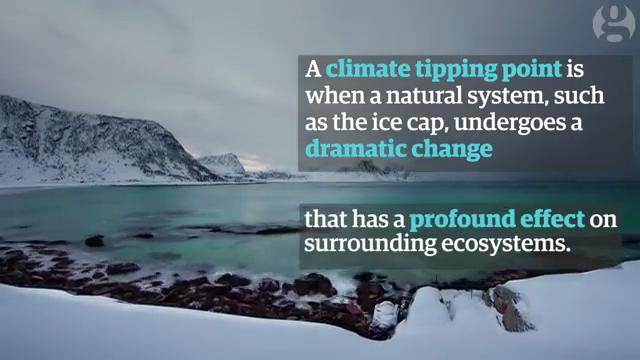 A climate tipping point is
when a natural system, such
as the ice cap, undergoes a
dramatic change
that has a profound effect on
surrounding ecosystems.